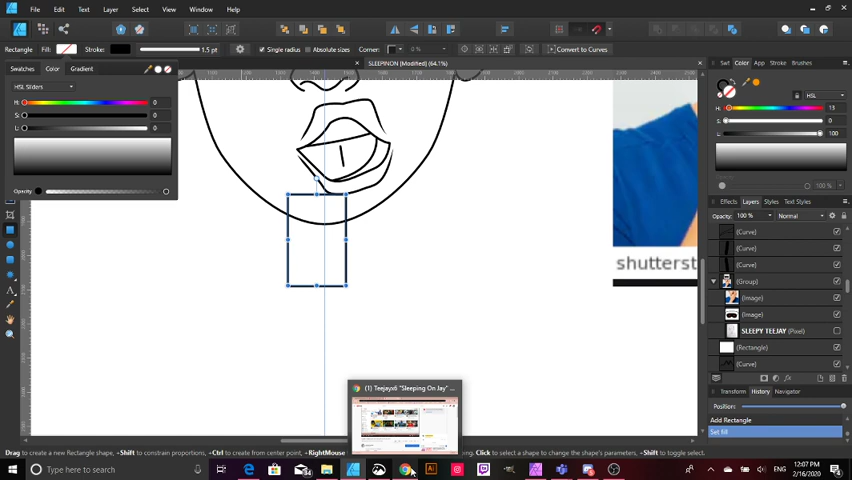 File Edit Text Layer Select View Window Help
Rectangle Fill: Stroke: 1.5 pt Single radius Absolute sizes Corner: 0 % Convert to Curves
SLEEPINON [Modified] (64.1%)
Swatches Color Gradient
HSL Sliders
H: 0
S: 0
L: 0
Opacity
Set Color Font Stroke Brushes
HSL
H 13
S 0
L 100
100 %
Effects Layers Styles Text Styles
Opacity: 100 % Normal
(Curve)
(Curve)
(Curve)
(Group)
(Image)
(Image)
SLEEPY TEEJAY (Pixel)
(Rectangle)
(Curve)
shutterst
Transform History Navigator
Position:
Add Rectangle
Set fill
(1) Teejayx6 "Sleeping On Jay" ...
Drag to create a new Rectangle shape. +Shift to constrain proportions, +Ctrl to create from center point, +RightMouse Click to select a shape to change the shape's parameters, +Shift to toggle select.
Type here to search
ENG
12:07 PM
2/16/2020